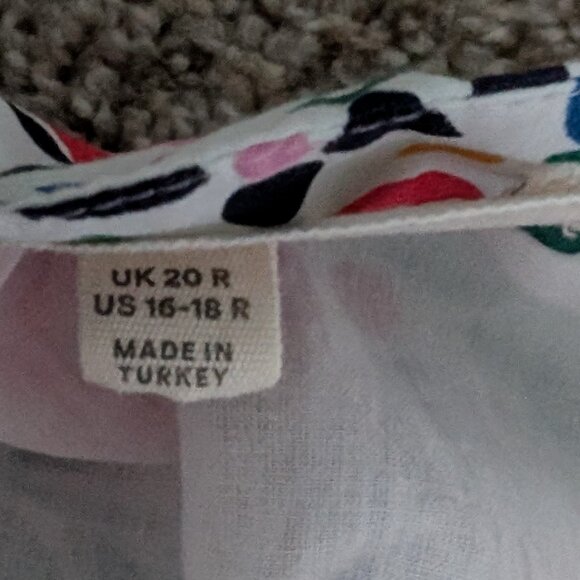 UK 20 R
US 16-18 R
MADE IN
TURKEY